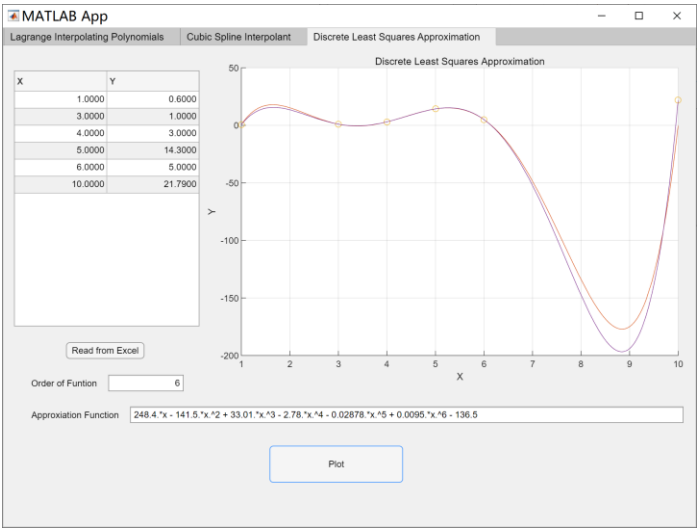 MATLAB App
Lagrange Interpolating Polynomials Cubic Spline Interpolant Discrete Least Squares Approximation
Discrete Least Squares Approximation
X Y
1.0000 0.6000
3.0000 1.0000
4.0000 3.0000
5.0000 14.3000
6.0000 5.0000
10.0000 21.7900
50
0
-50
-100
-150
-200
Y
1 2 3 4 5 6 7 8 9 10
X
Read from Excel
Order of Funtion 6
Approxiation Function 248.4.*x - 141.5.*x.^2 + 33.01.*x.^3 - 2.78.*x.^4 - 0.02878.*x.^5 + 0.0095.*x.^6 - 136.5
Plot